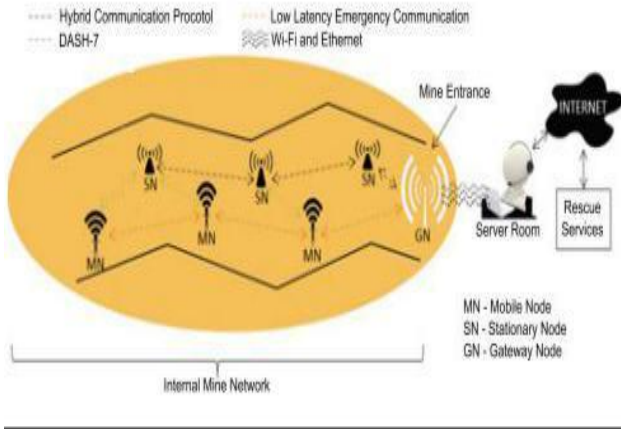 Hybrid Communication Procotol
Low Latency Emergency Communication
DASH-7
Wi-Fi and Ethernet
Mine Entrance
INTERNET
SN
SN
SN
MN
MN
MN
GN
Server Room
Rescue
Services
MN - Mobile Node
SN - Stationary Node
GN - Gateway Node
Internal Mine Network